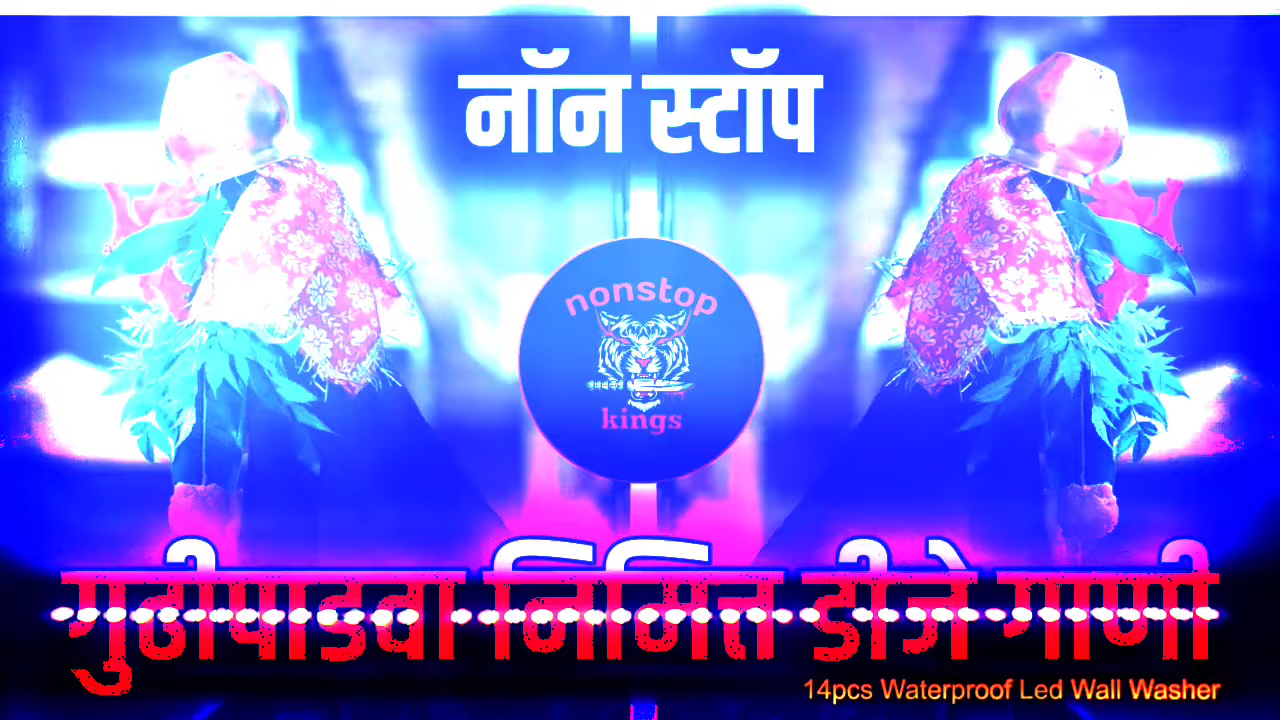 नॉन स्टॉप
nonstop
kings
गुढीपाडवा निमित्त डीजे गाणी
14pcs Waterproof Led Wall Washer